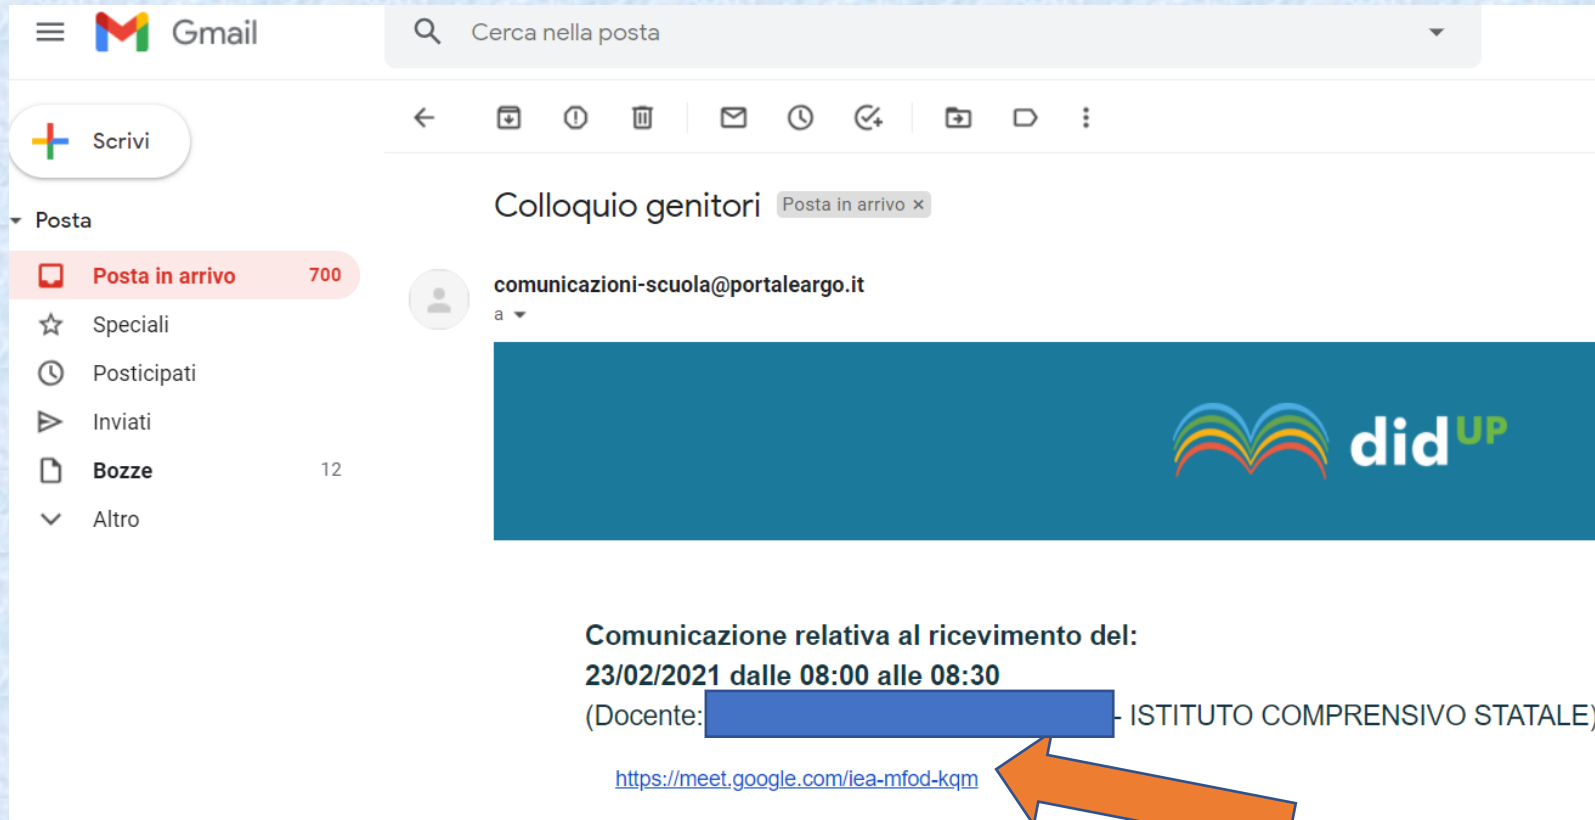 Gmail
Cerca nella posta
Scrivi
Posta
Posta in arrivo 700
Speciali
Posticipati
Inviati
Bozze 12
Altro
Colloquio genitori Posta in arrivo ×
comunicazioni-scuola@portaleargo.it
a
didUP
Comunicazione relativa al ricevimento del:
23/02/2021 dalle 08:00 alle 08:30
(Docente: - ISTITUTO COMPRENSIVO STATALE)
https://meet.google.com/iea-mfod-kqm